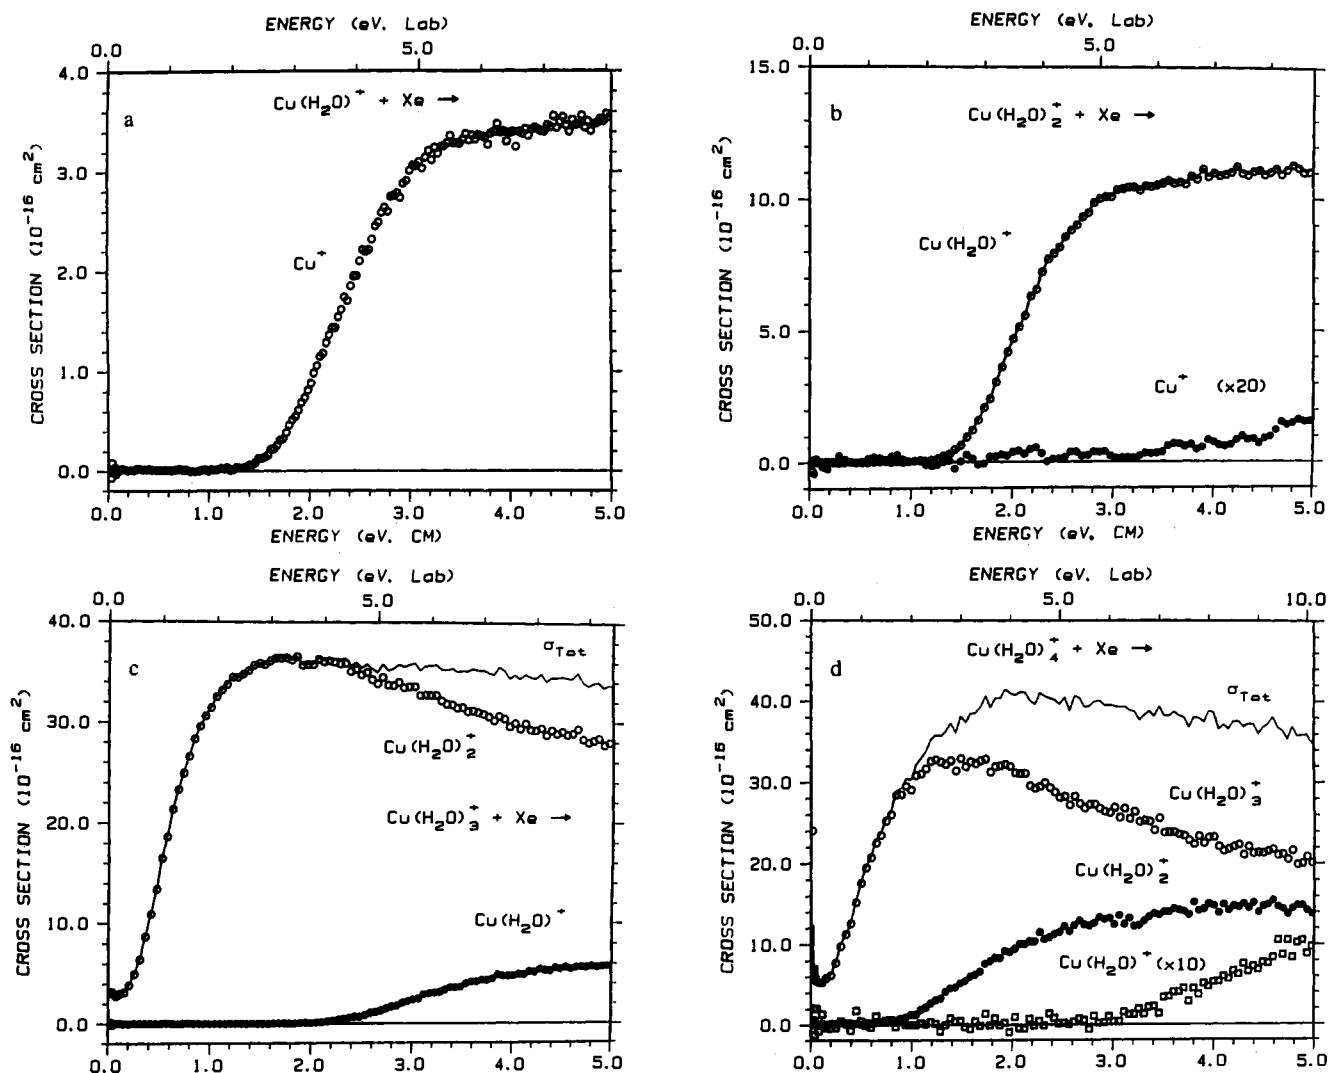 ENERGY (eV, Lab)
0.0 5.0
4.0
3.0
2.0
1.0
0.0
CROSS SECTION (10⁻¹⁶ cm²)
a
Cu(H₂O)⁺ + Xe →
Cu⁺
0.0 1.0 2.0 3.0 4.0 5.0
ENERGY (eV, CM)
ENERGY (eV, Lab)
0.0 5.0
15.0
10.0
5.0
0.0
CROSS SECTION (10⁻¹⁶ cm²)
b
Cu(H₂O)₂⁺ + Xe →
Cu(H₂O)⁺
Cu⁺ (x20)
0.0 1.0 2.0 3.0 4.0 5.0
ENERGY (eV, CM)
ENERGY (eV, Lab)
0.0 5.0
40.0
30.0
20.0
10.0
0.0
CROSS SECTION (10⁻¹⁶ cm²)
c
σTot
Cu(H₂O)₂⁺
Cu(H₂O)₃⁺ + Xe →
Cu(H₂O)⁺
0.0 1.0 2.0 3.0 4.0 5.0
ENERGY (eV, Lab)
0.0 5.0 10.0
50.0
40.0
30.0
20.0
10.0
0.0
CROSS SECTION (10⁻¹⁶ cm²)
d
Cu(H₂O)₄⁺ + Xe →
σTot
Cu(H₂O)₃⁺
Cu(H₂O)₂⁺
Cu(H₂O)⁺ (x10)
0.0 1.0 2.0 3.0 4.0 5.0